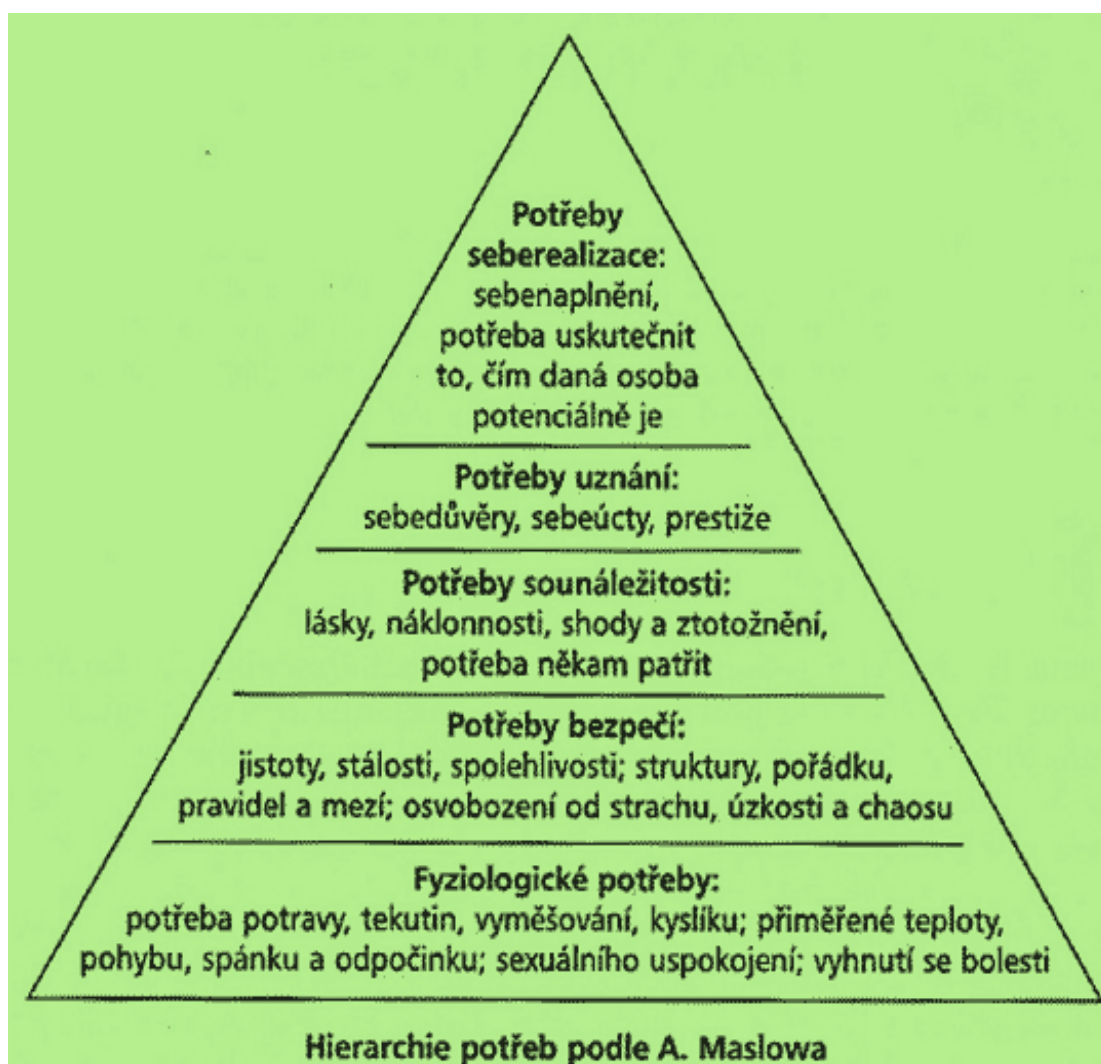 Potřeby
seberealizace:
sebenaplnění,
potřeba uskutečnit
to, čím daná osoba
potenciálně je
Potřeby uznání:
sebedůvěry, sebeúcty, prestiže
Potřeby sounáležitosti:
lásky, náklonnosti, shody a ztotožnění,
potřeba někam patřit
Potřeby bezpečí:
jistoty, stálosti, spolehlivosti; struktury, pořádku,
pravidel a mezí; osvobození od strachu, úzkosti a chaosu
Fyziologické potřeby:
potřeba potravy, tekutin, vyměšování, kyslíku; přiměřené teploty,
pohybu, spánku a odpočinku; sexuálního uspokojení; vyhnutí se bolesti
Hierarchie potřeb podle A. Maslowa